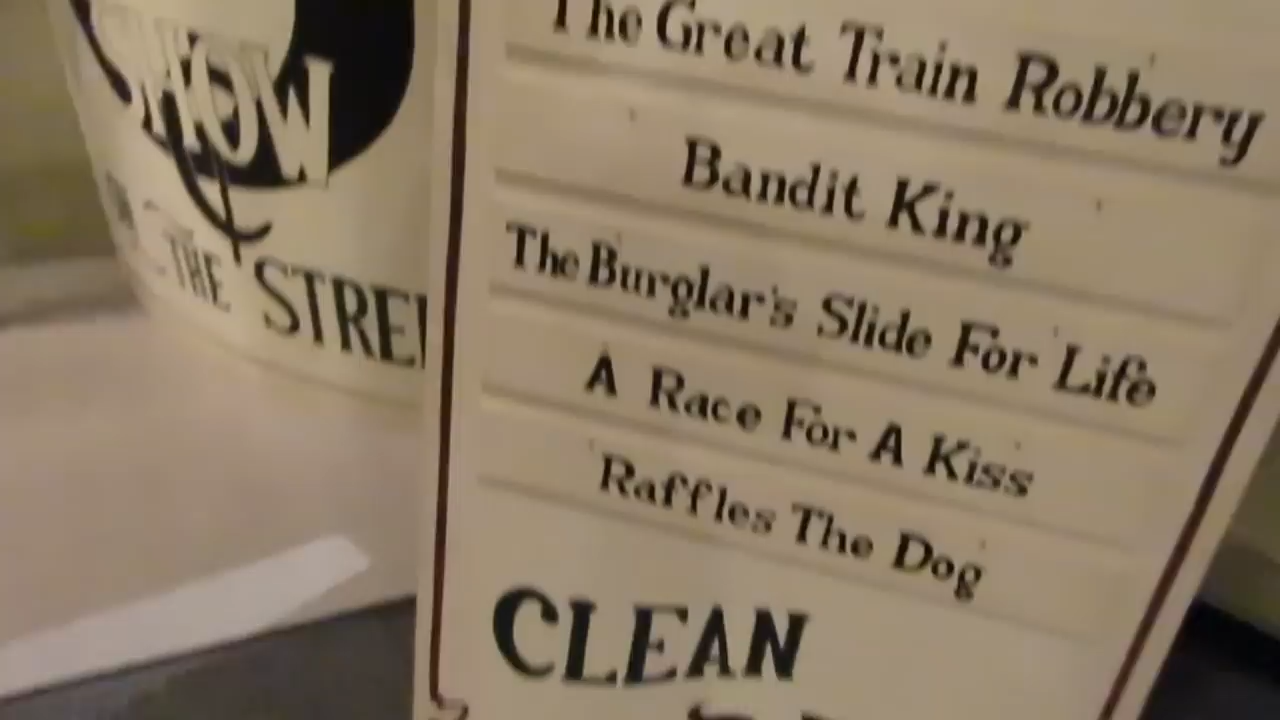 SHOW
THE STREE
The Great Train Robbery
Bandit King
The Burglar's Slide For Life
A Race For A Kiss
Raffles The Dog
CLEAN